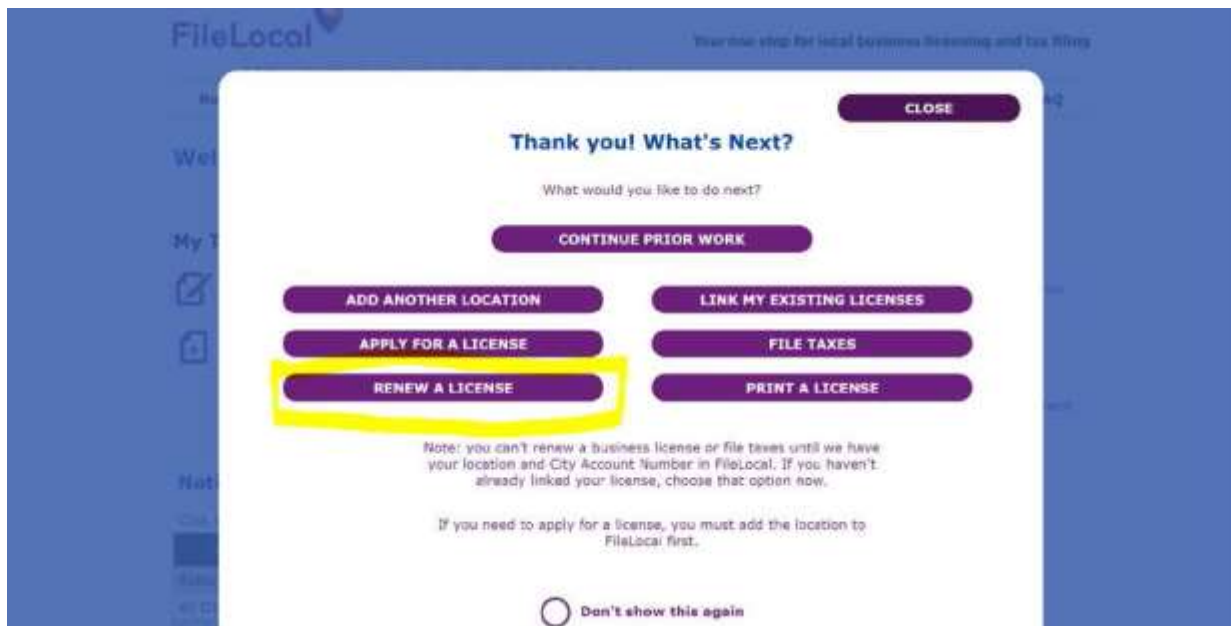 FileLocal
Your one stop for local business licensing and tax filing
CLOSE
Thank you! What's Next?
What would you like to do next?
CONTINUE PRIOR WORK
ADD ANOTHER LOCATION
LINK MY EXISTING LICENSES
APPLY FOR A LICENSE
FILE TAXES
RENEW A LICENSE
PRINT A LICENSE
Note: you can't renew a business license or file taxes until we have
your location and City Account Number in FileLocal. If you haven't
already linked your license, choose that option now.
If you need to apply for a license, you must add the location to
FileLocal first.
Don't show this again